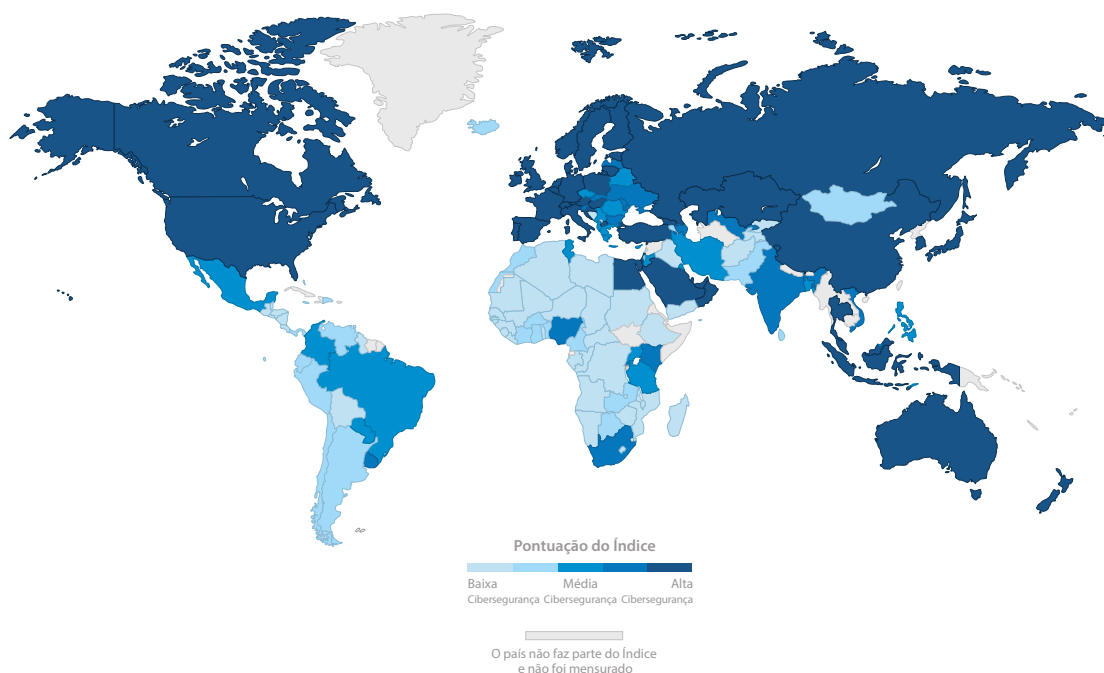 Pontuação do Índice
Baixa Média Alta
Cibersegurança Cibersegurança Cibersegurança
O país não faz parte do Índice
e não foi mensurado